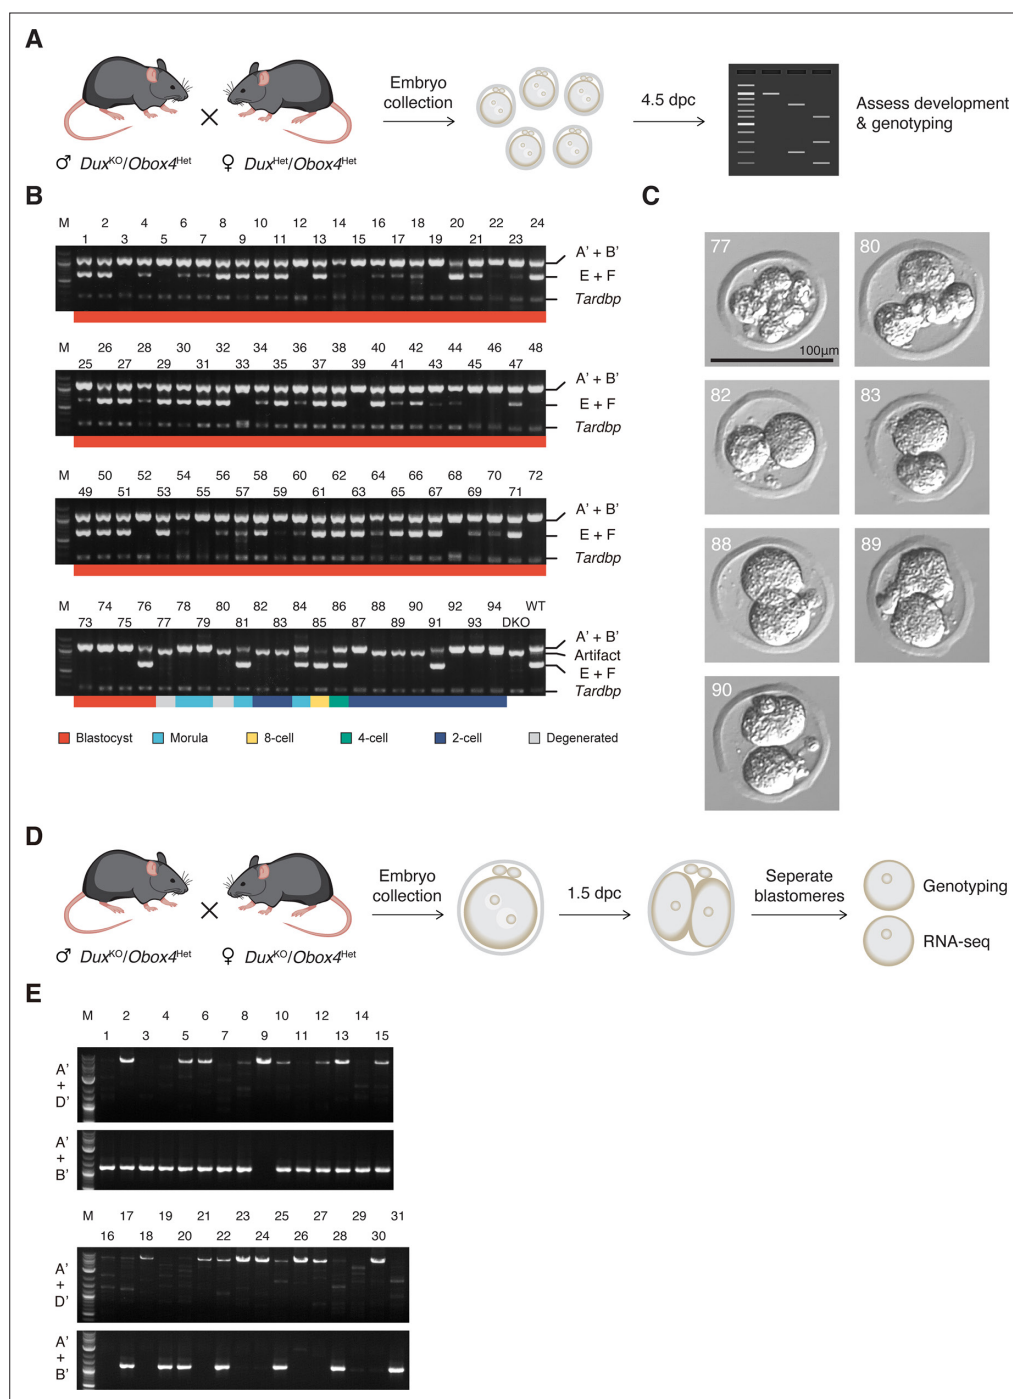 A
Embryo
collection
4.5 dpc
Assess development
& genotyping
♂ Dux^KO/Obox4^Het
♀ Dux^Het/Obox4^Het
B
M 2 4 6 8 10 12 14 16 18 20 22 24
1 3 5 7 9 11 13 15 17 19 21 23
A' + B'
E + F
Tardbp
M 26 28 30 32 34 36 38 40 42 44 46 48
25 27 29 31 33 35 37 39 41 43 45 47
A' + B'
E + F
Tardbp
M 50 52 54 56 58 60 62 64 66 68 70 72
49 51 53 55 57 59 61 63 65 67 69 71
A' + B'
E + F
Tardbp
M 74 76 78 80 82 84 86 88 90 92 94 WT
73 75 77 79 81 83 85 87 89 91 93 DKO
A' + B'
Artifact
E + F
Tardbp
Blastocyst Morula 8-cell 4-cell 2-cell Degenerated
C
77
100μm
80
82
83
88
89
90
D
Embryo
collection
1.5 dpc
Seperate
blastomeres
Genotyping
RNA-seq
♂ Dux^KO/Obox4^Het
♀ Dux^KO/Obox4^Het
E
M 2 4 6 8 10 12 14
1 3 5 7 9 11 13 15
A'
+
D'
A'
+
B'
M 17 19 21 23 25 27 29 31
16 18 20 22 24 26 28 30
A'
+
D'
A'
+
B'